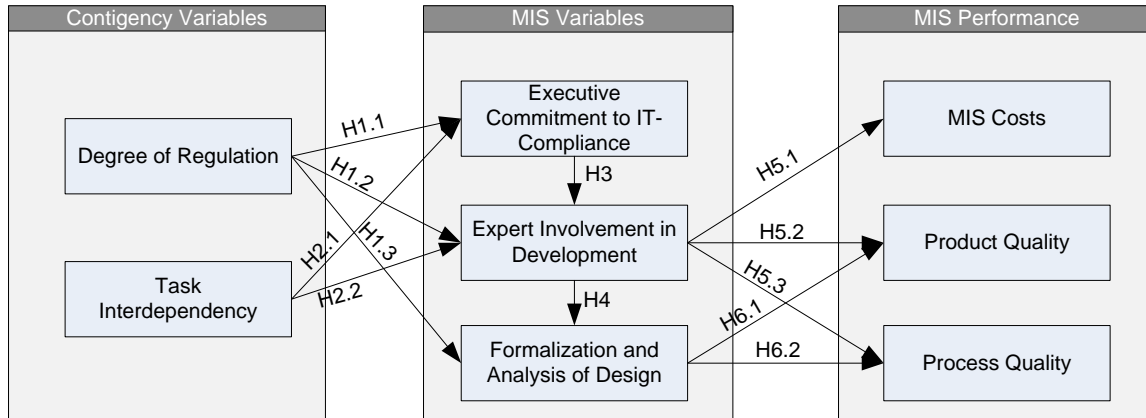 Contigency Variables
MIS Variables
MIS Performance
Degree of Regulation
Task
Interdependency
H1.1
H1.2
H1.3
H2.1
H2.2
Executive
Commitment to IT-
Compliance
H3
Expert Involvement in
Development
H4
Formalization and
Analysis of Design
H5.1
H5.2
H5.3
H6.1
H6.2
MIS Costs
Product Quality
Process Quality